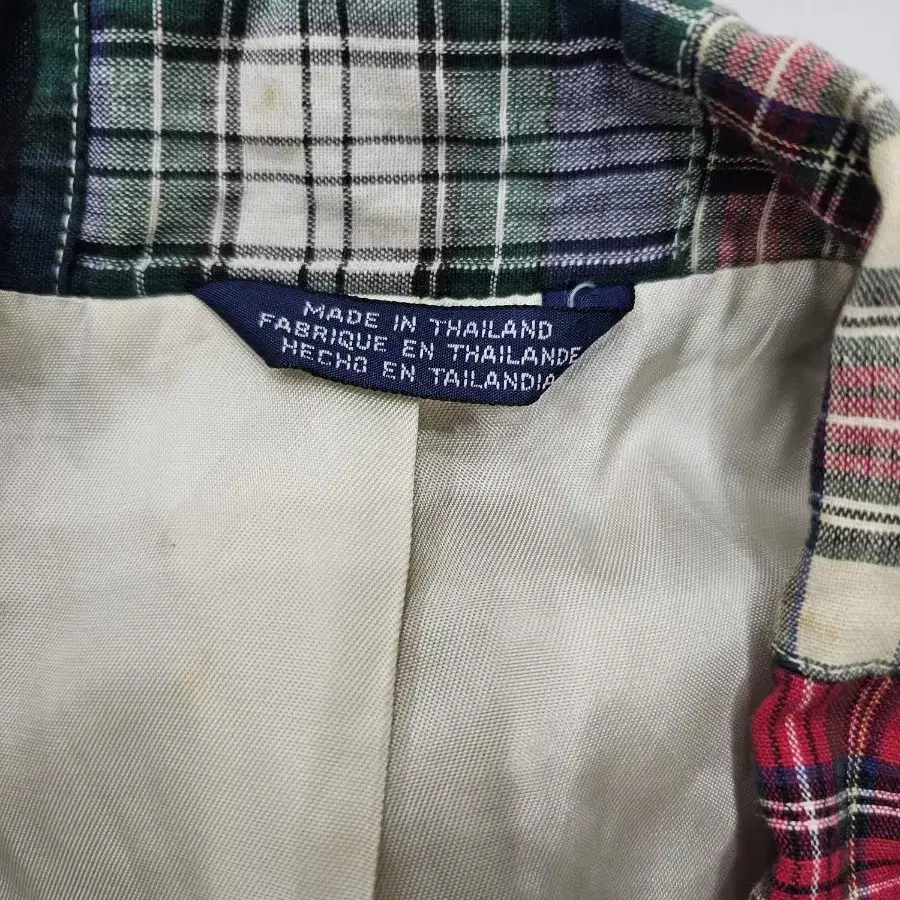 MADE IN THAILAND
FABRIQUE EN THAILANDE
HECHO EN TAILANDIA